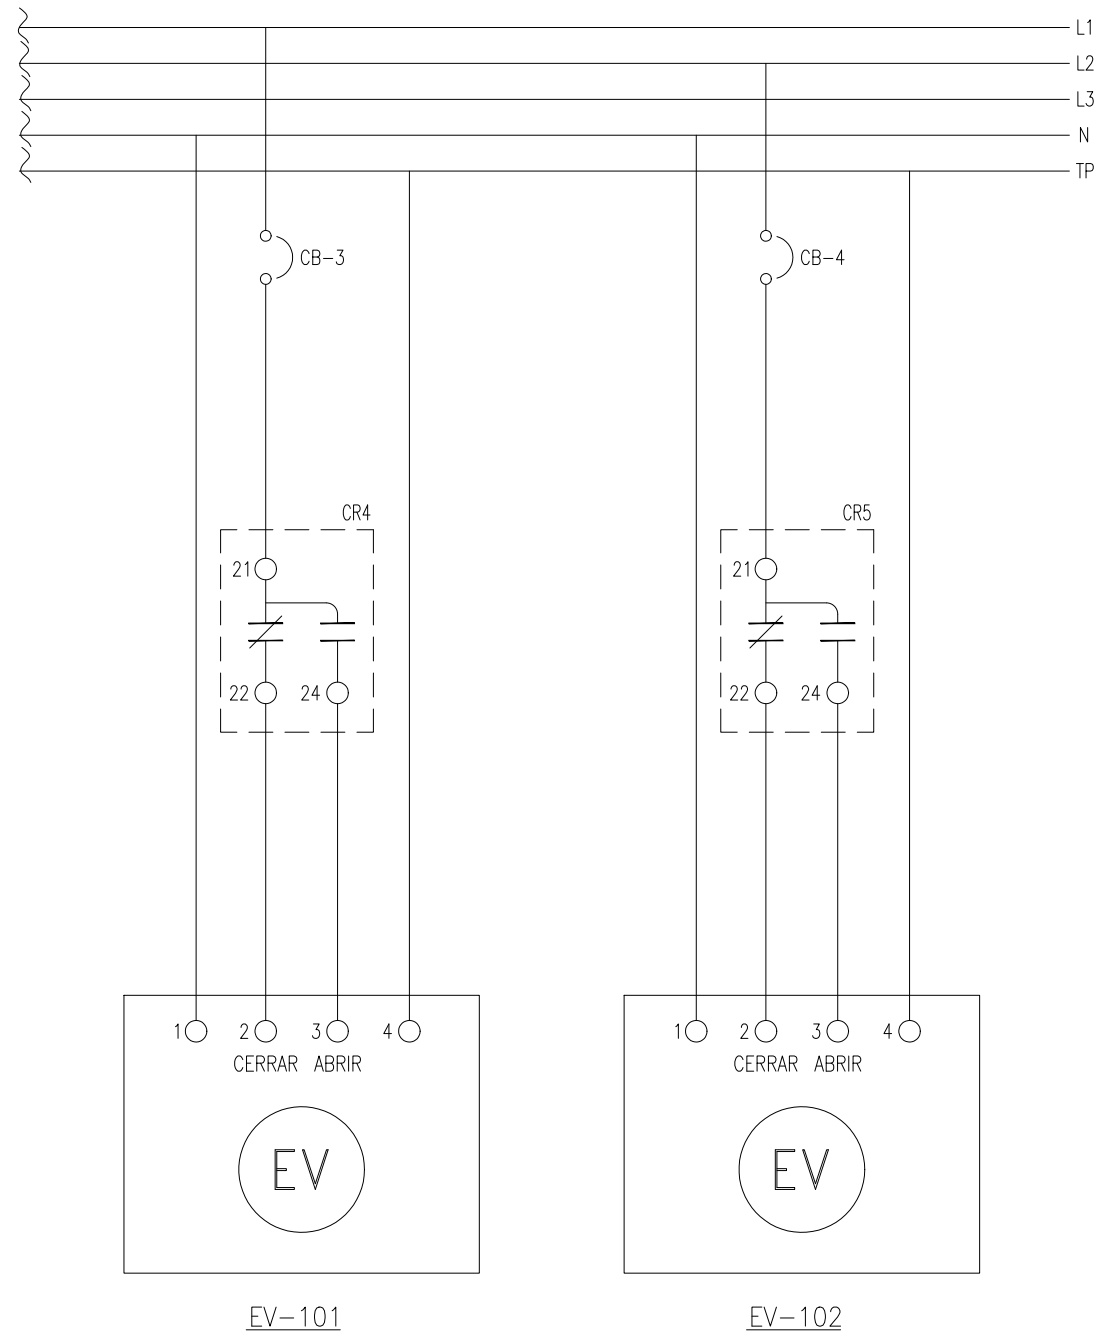 L1
L2
L3
N
TP
CB-3
CB-4
CR4
CR5
21
21
22 24
22 24
1 2 3 4
1 2 3 4
CERRAR ABRIR
CERRAR ABRIR
EV
EV
EV-101
EV-102